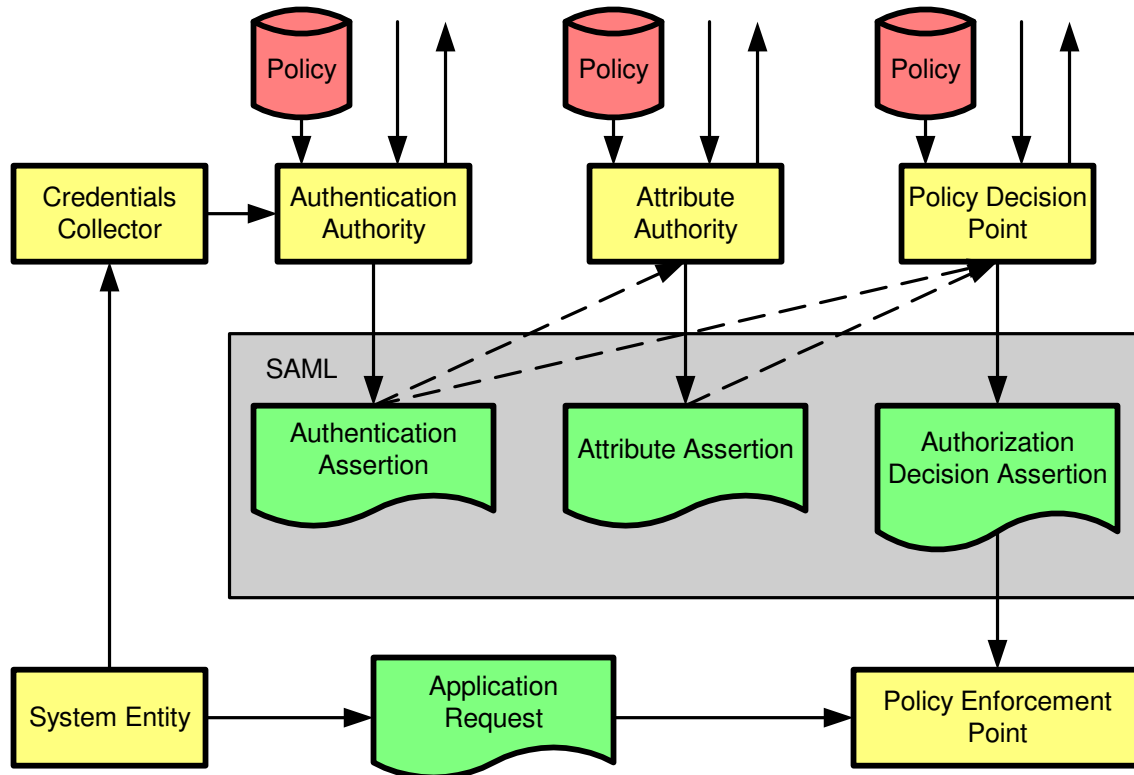 Policy
Policy
Policy
Credentials
Collector
Authentication
Authority
Attribute
Authority
Policy Decision
Point
SAML
Authentication
Assertion
Attribute Assertion
Authorization
Decision Assertion
System Entity
Application
Request
Policy Enforcement
Point